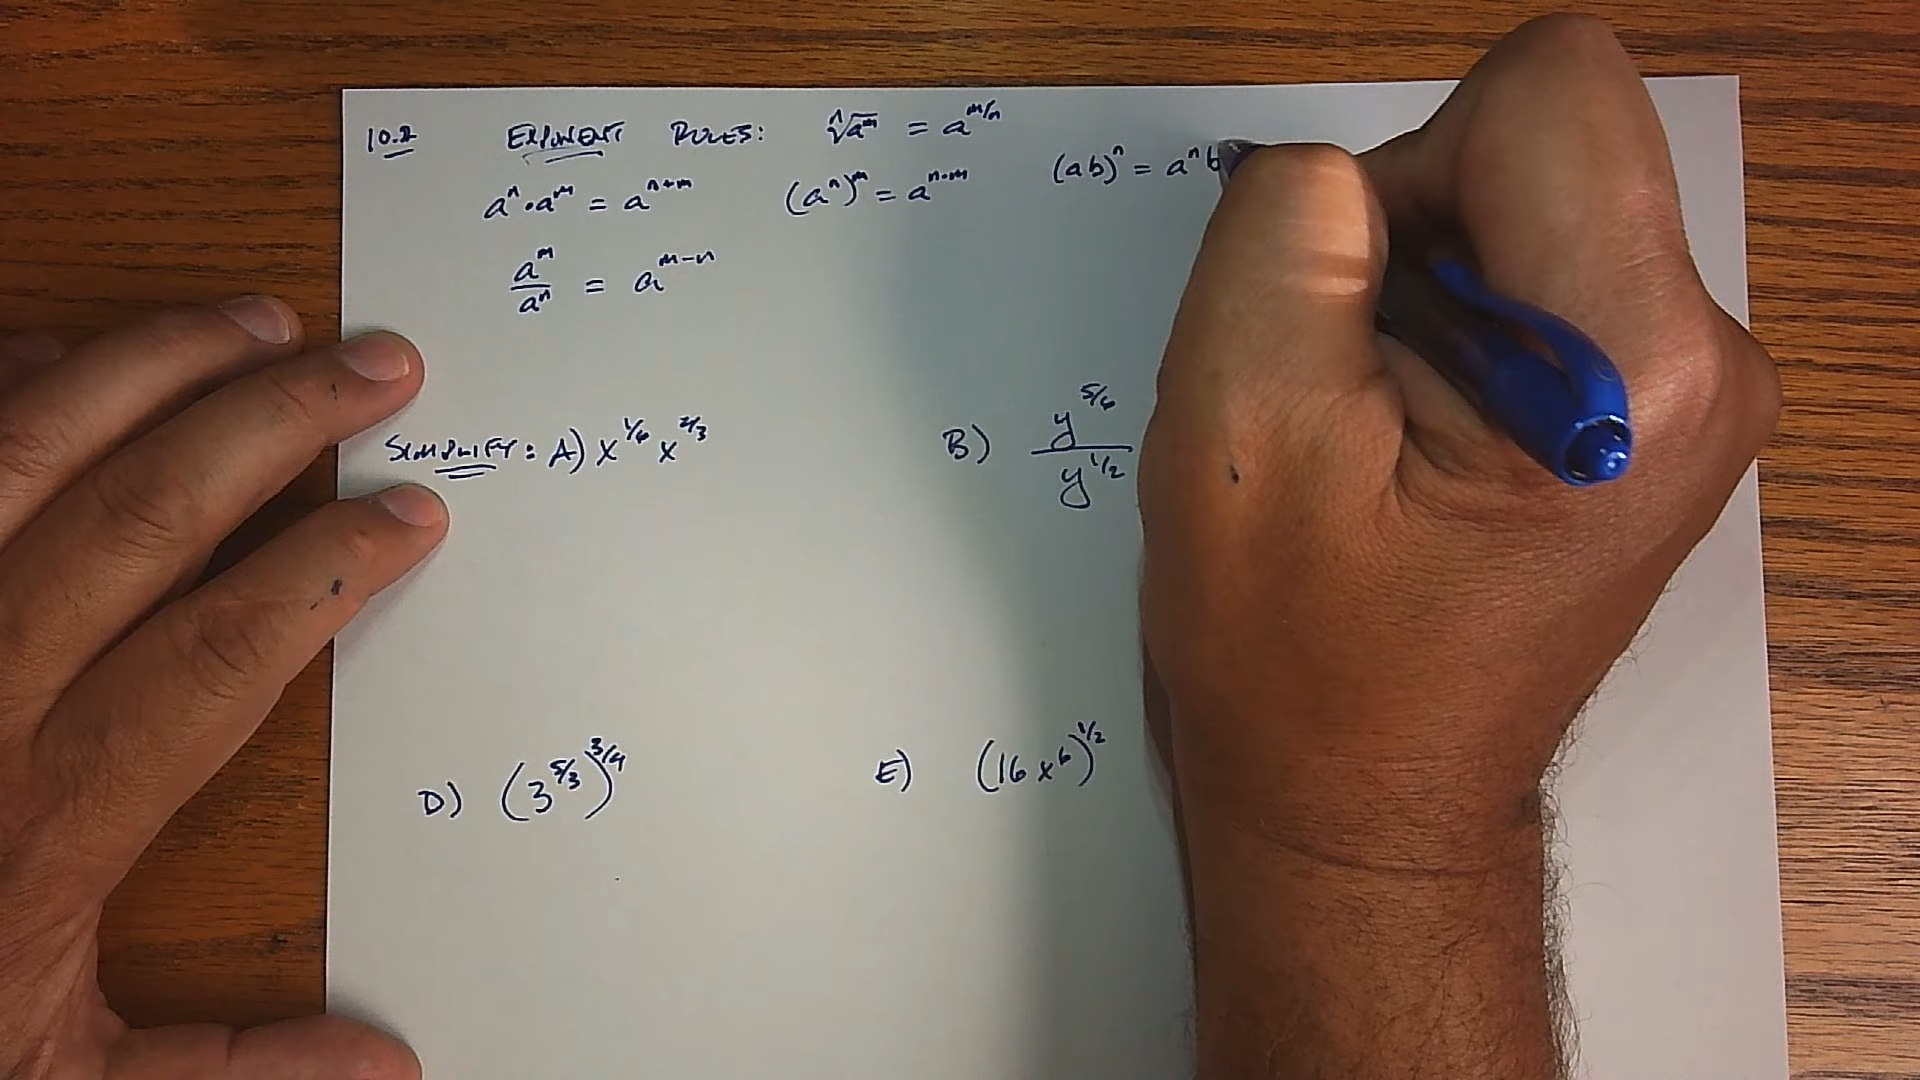 10.2 EXPONENT RULES: ⁿ√aᵐ = a^(m/n)
aⁿ·aᵐ = a^(n+m) (aⁿ)ᵐ = a^(n·m) (ab)ⁿ = aⁿb
aᵐ/aⁿ = a^(m-n)
SIMPLIFY: A) x^(1/6) x^(2/3) B) y^(5/6)/y^(1/2)
D) (3^(5/3))^(3/4) E) (16x⁶)^(1/2)